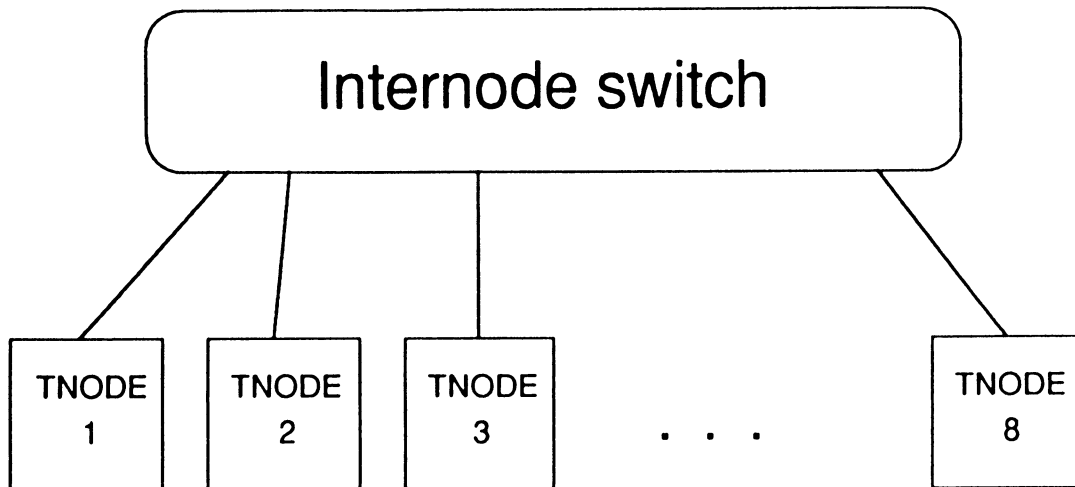 Internode switch
TNODE
1
TNODE
2
TNODE
3
. . .
TNODE
8